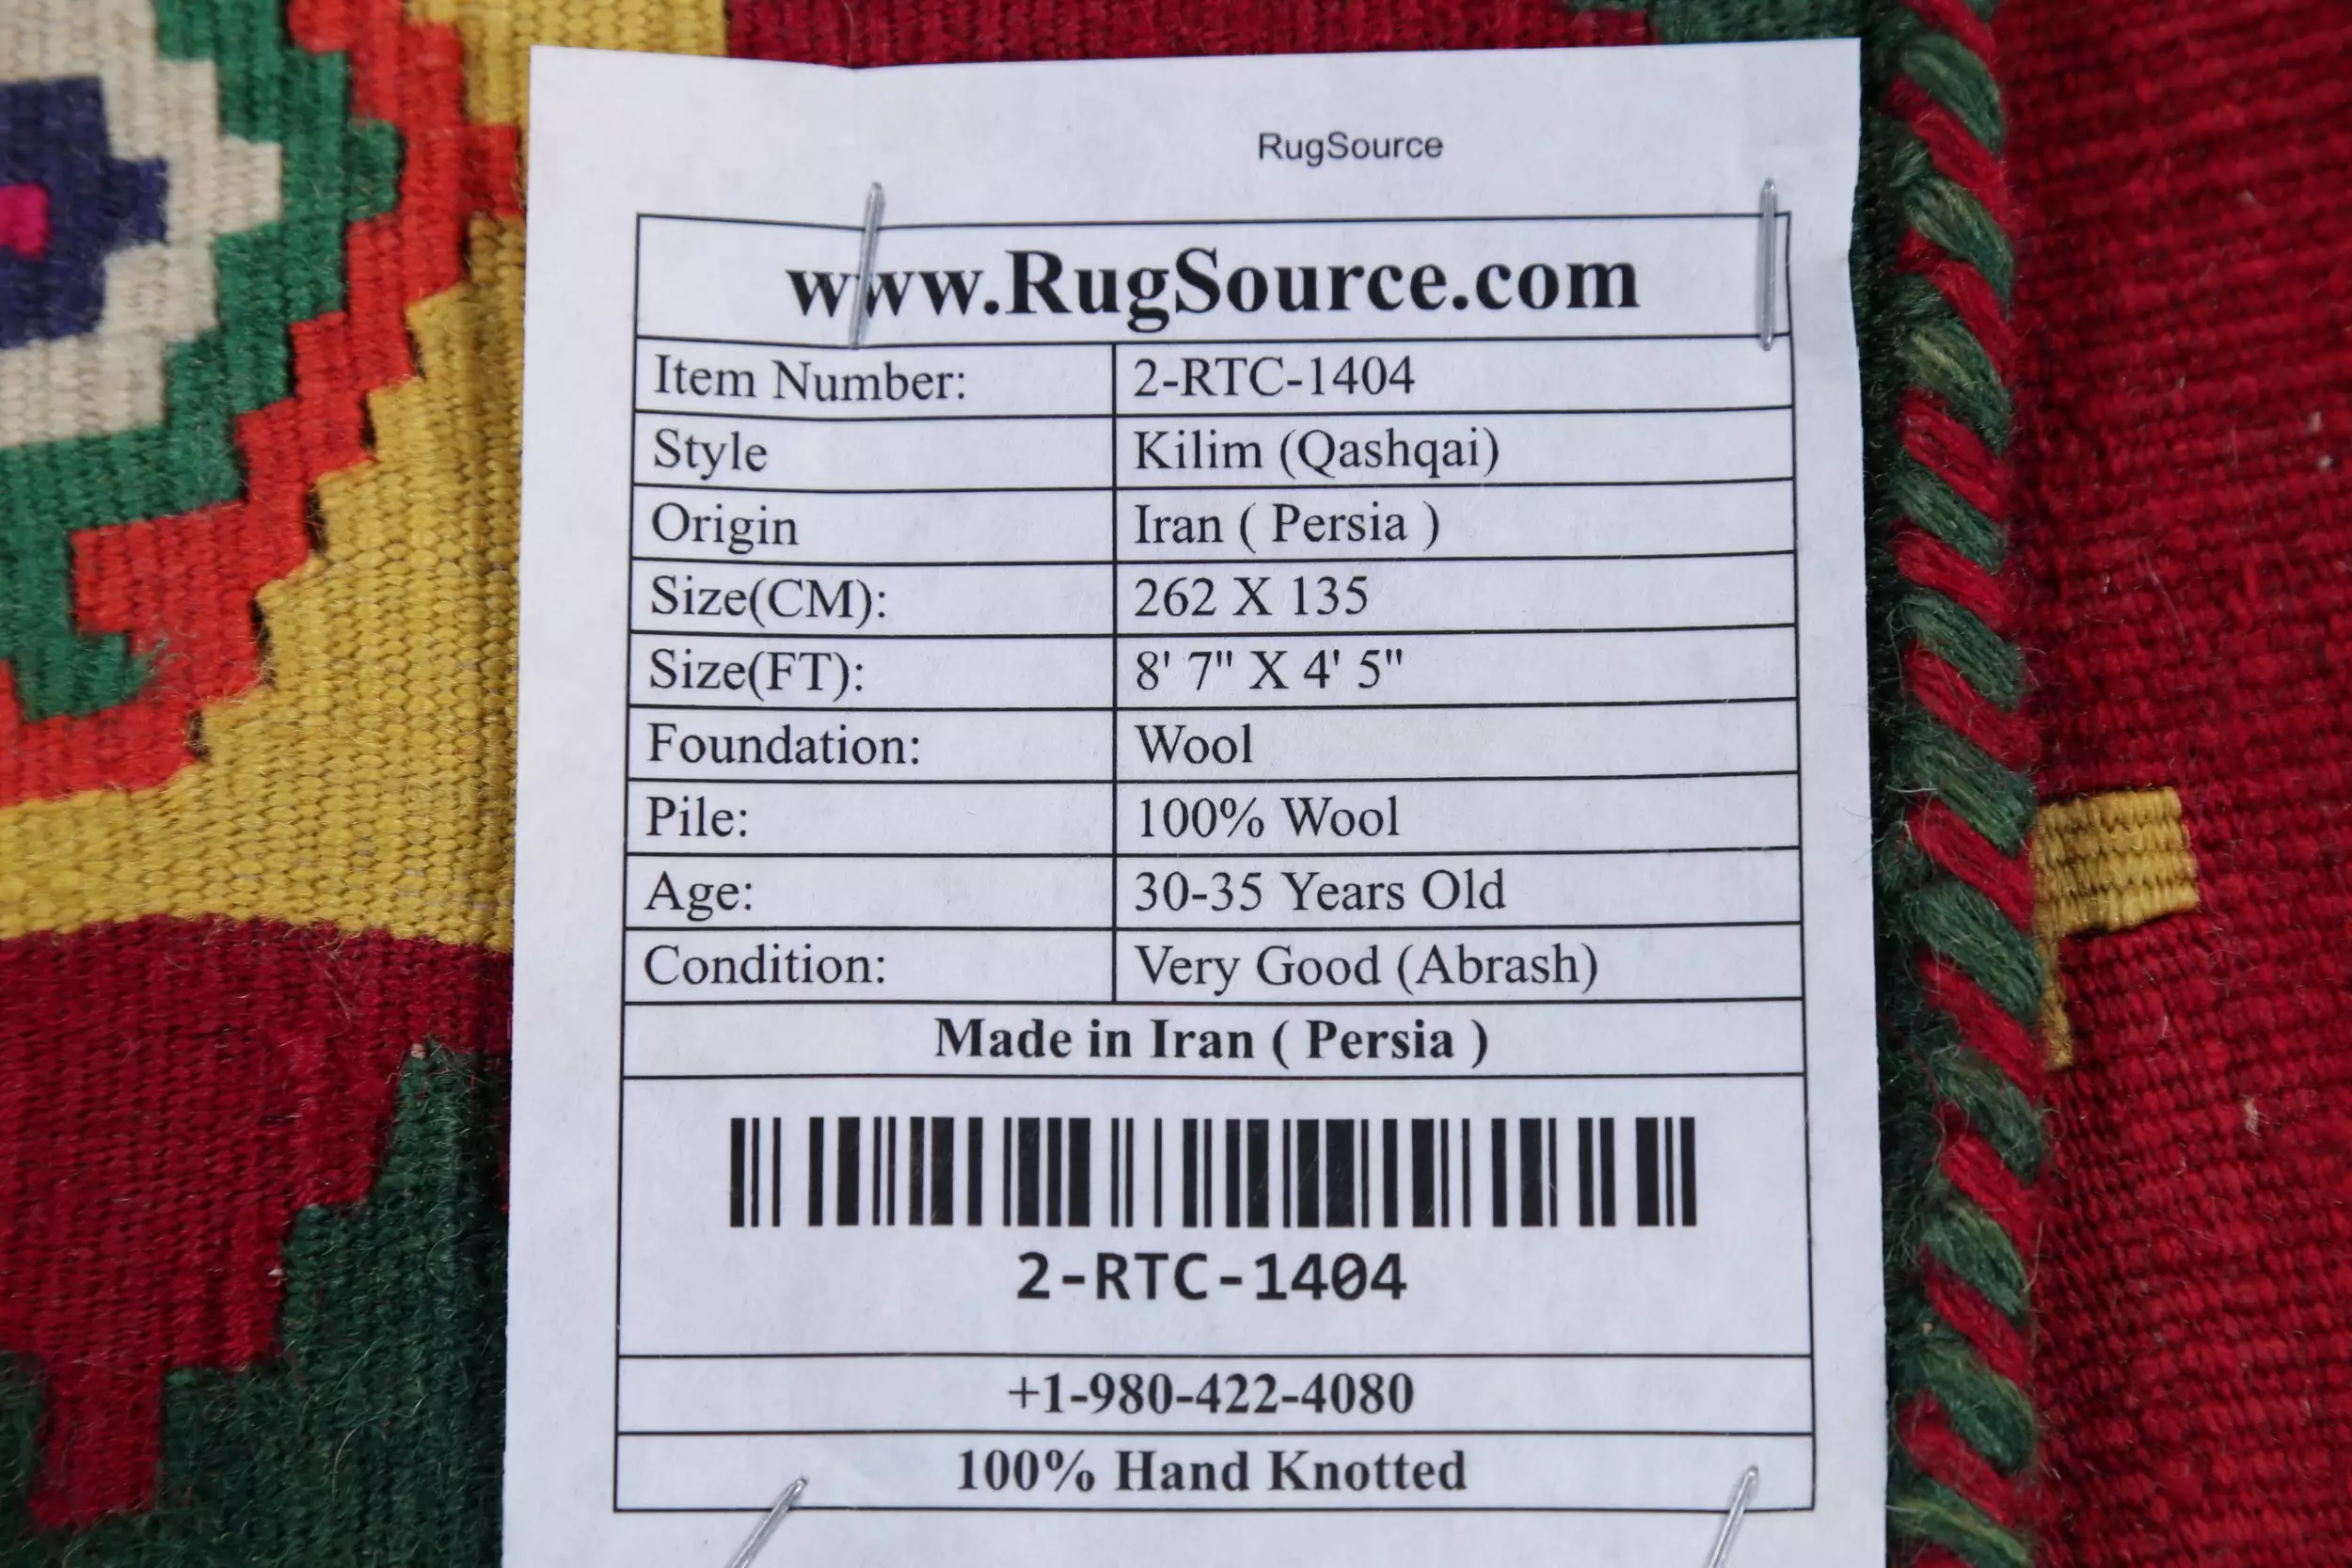 RugSource
www.RugSource.com
Item Number: 2-RTC-1404
Style Kilim (Qashqai)
Origin Iran ( Persia )
Size(CM): 262 X 135
Size(FT): 8' 7" X 4' 5"
Foundation: Wool
Pile: 100% Wool
Age: 30-35 Years Old
Condition: Very Good (Abrash)
Made in Iran ( Persia )
2-RTC-1404
+1-980-422-4080
100% Hand Knotted